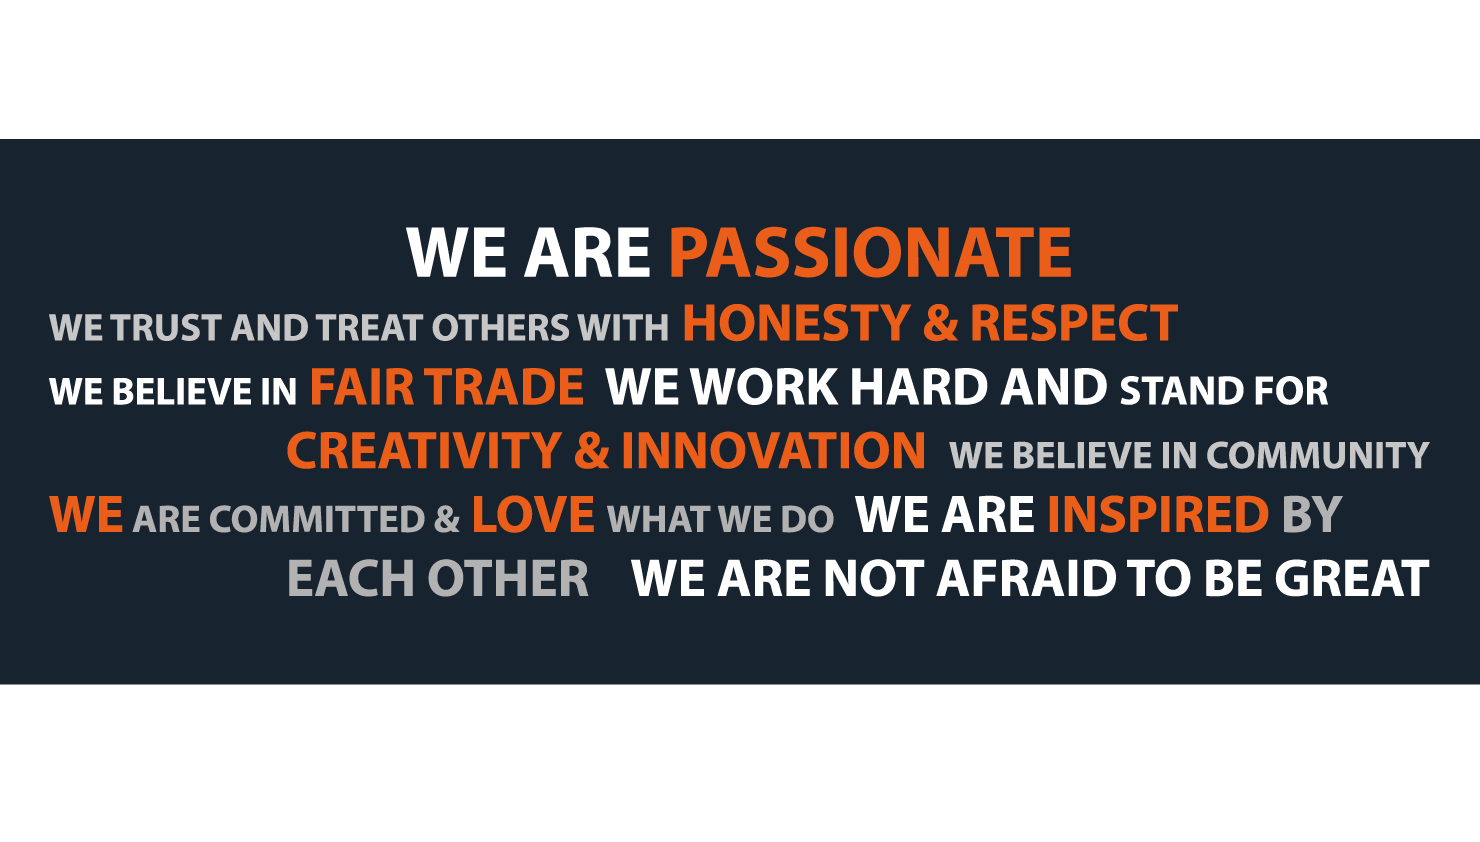 WE ARE PASSIONATE
WE TRUST AND TREAT OTHERS WITH HONESTY & RESPECT
WE BELIEVE IN FAIR TRADE WE WORK HARD AND STAND FOR
CREATIVITY & INNOVATION WE BELIEVE IN COMMUNITY
WE ARE COMMITTED & LOVE WHAT WE DO WE ARE INSPIRED BY
EACH OTHER WE ARE NOT AFRAID TO BE GREAT